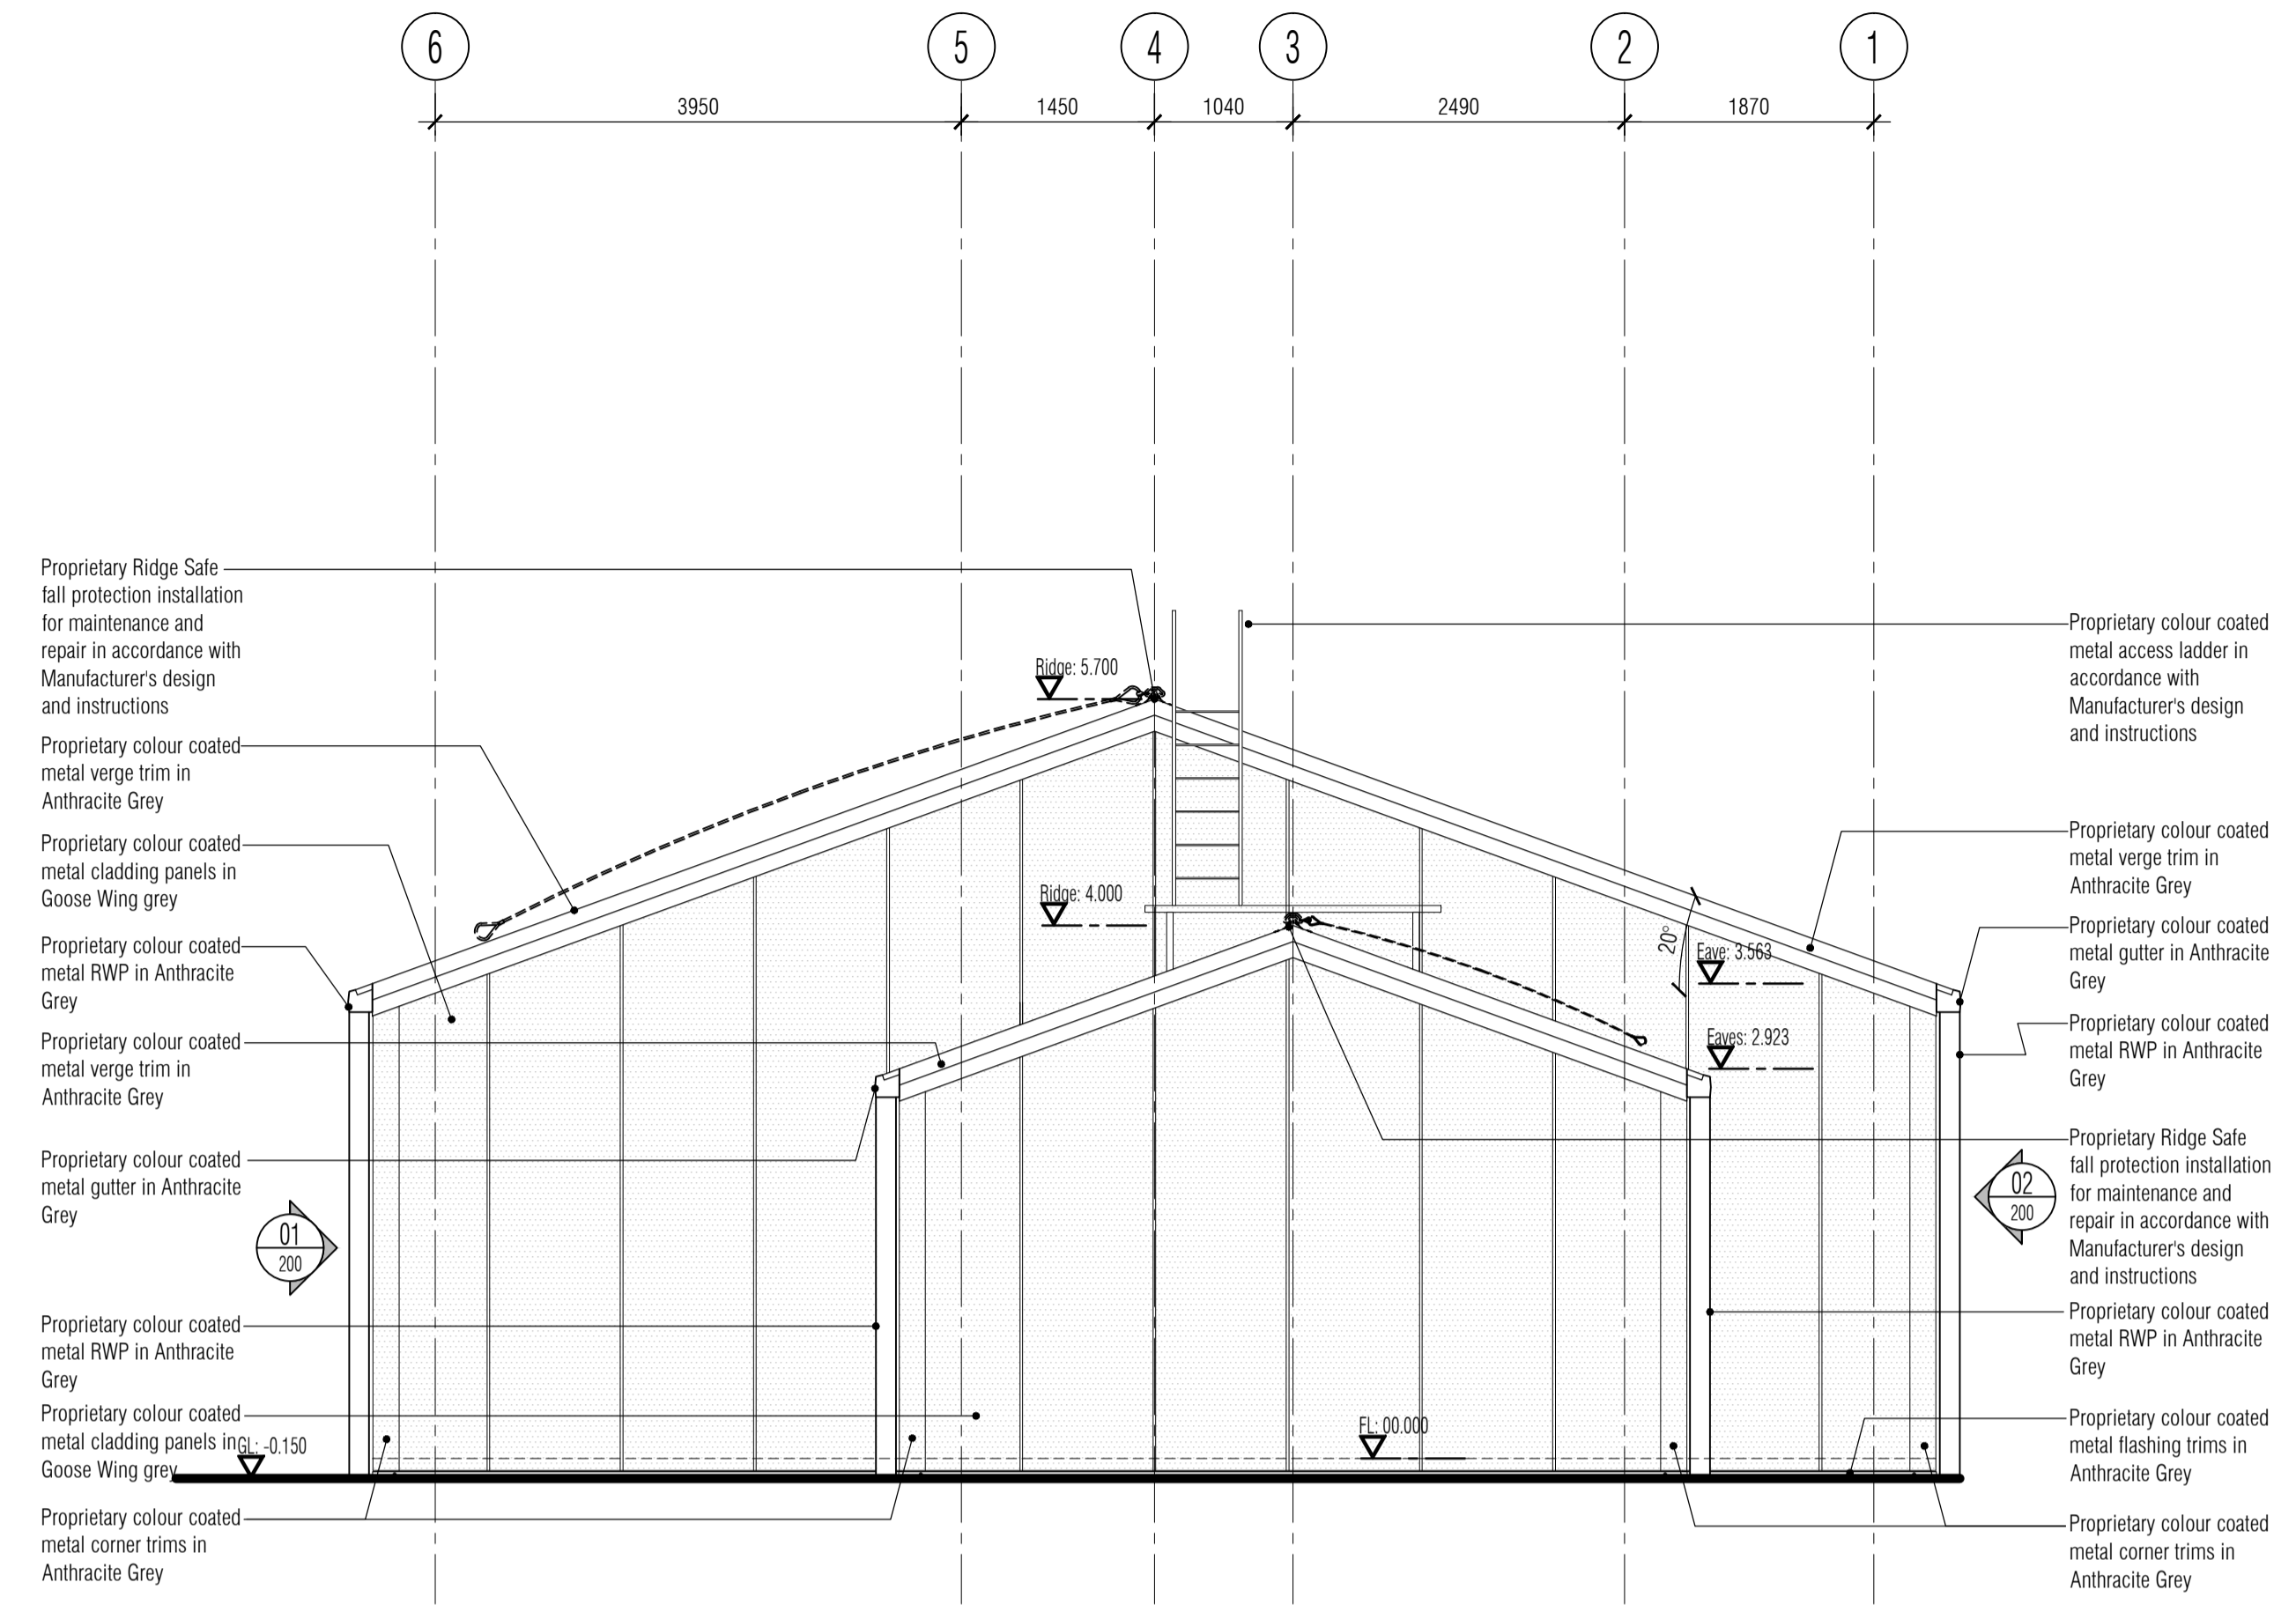 6
5
4
3
2
1
3950
1450
1040
2490
1870
Proprietary Ridge Safe
fall protection installation
for maintenance and
repair in accordance with
Manufacturer's design
and instructions
Proprietary colour coated
metal verge trim in
Anthracite Grey
Proprietary colour coated
metal cladding panels in
Goose Wing grey
Proprietary colour coated
metal RWP in Anthracite
Grey
Proprietary colour coated
metal verge trim in
Anthracite Grey
Proprietary colour coated
metal gutter in Anthracite
Grey
01
200
Proprietary colour coated
metal RWP in Anthracite
Grey
Proprietary colour coated
metal cladding panels in
Goose Wing grey
GL: -0.150
Proprietary colour coated
metal corner trims in
Anthracite Grey
Ridge: 5.700
Ridge: 4.000
20°
Eave: 3.563
Eaves: 2.923
FL: 00.000
Proprietary colour coated
metal access ladder in
accordance with
Manufacturer's design
and instructions
Proprietary colour coated
metal verge trim in
Anthracite Grey
Proprietary colour coated
metal gutter in Anthracite
Grey
Proprietary colour coated
metal RWP in Anthracite
Grey
Proprietary Ridge Safe
fall protection installation
for maintenance and
repair in accordance with
Manufacturer's design
and instructions
02
200
Proprietary colour coated
metal RWP in Anthracite
Grey
Proprietary colour coated
metal flashing trims in
Anthracite Grey
Proprietary colour coated
metal corner trims in
Anthracite Grey